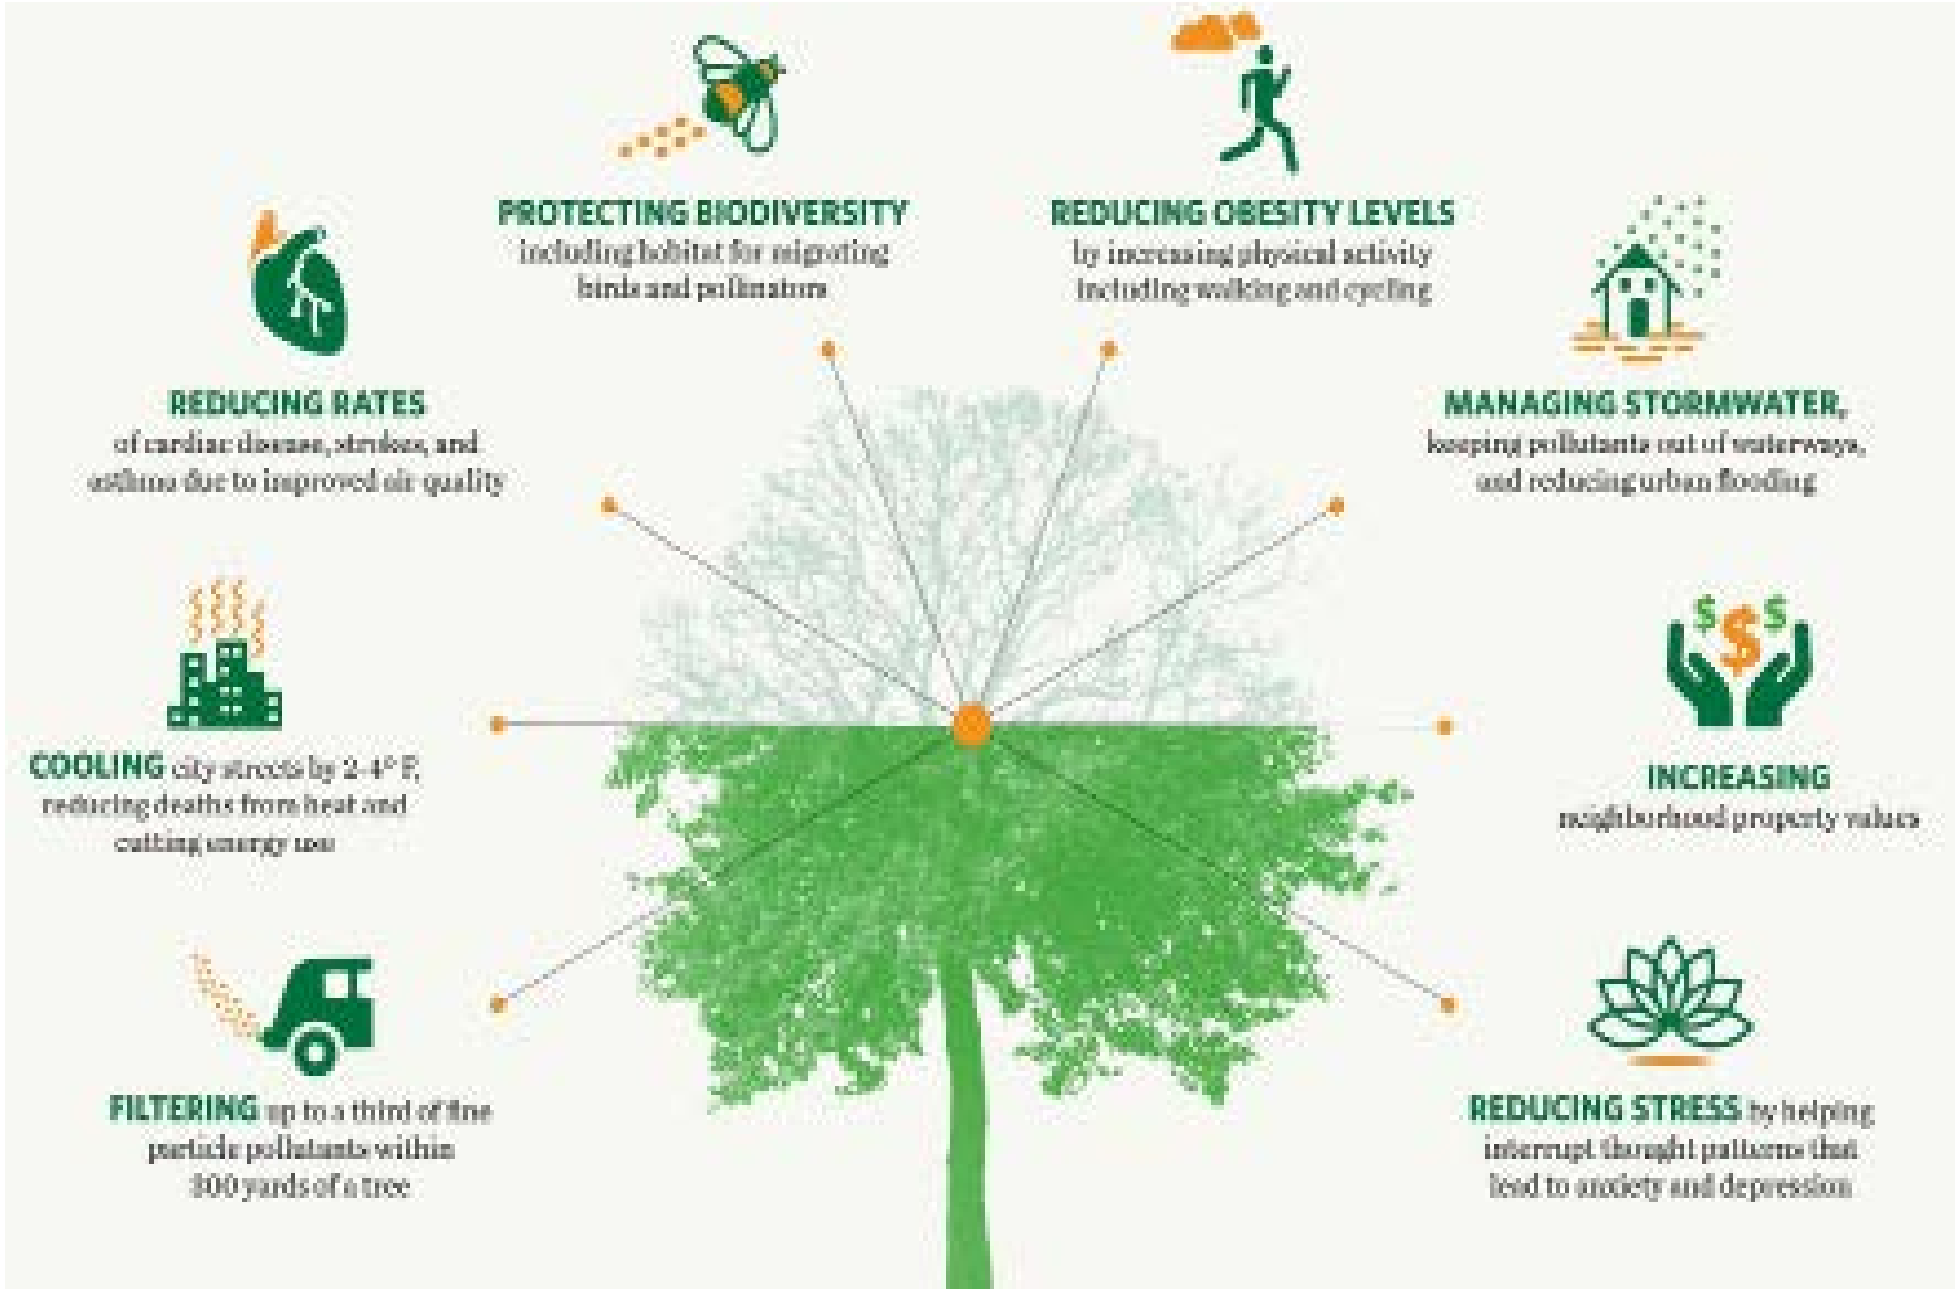 PROTECTING BIODIVERSITY
including habitat for migrating
birds and pollinators
REDUCING OBESITY LEVELS
by increasing physical activity
including walking and cycling
REDUCING RATES
of cardiac disease, strokes, and
asthma due to improved air quality
MANAGING STORMWATER,
keeping pollutants out of waterways,
and reducing urban flooding
COOLING city streets by 2-4° F,
reducing deaths from heat and
cutting energy use
INCREASING
neighborhood property values
FILTERING up to a third of fine
particle pollutants within
300 yards of a tree
REDUCING STRESS by helping
interrupt thought patterns that
lead to anxiety and depression